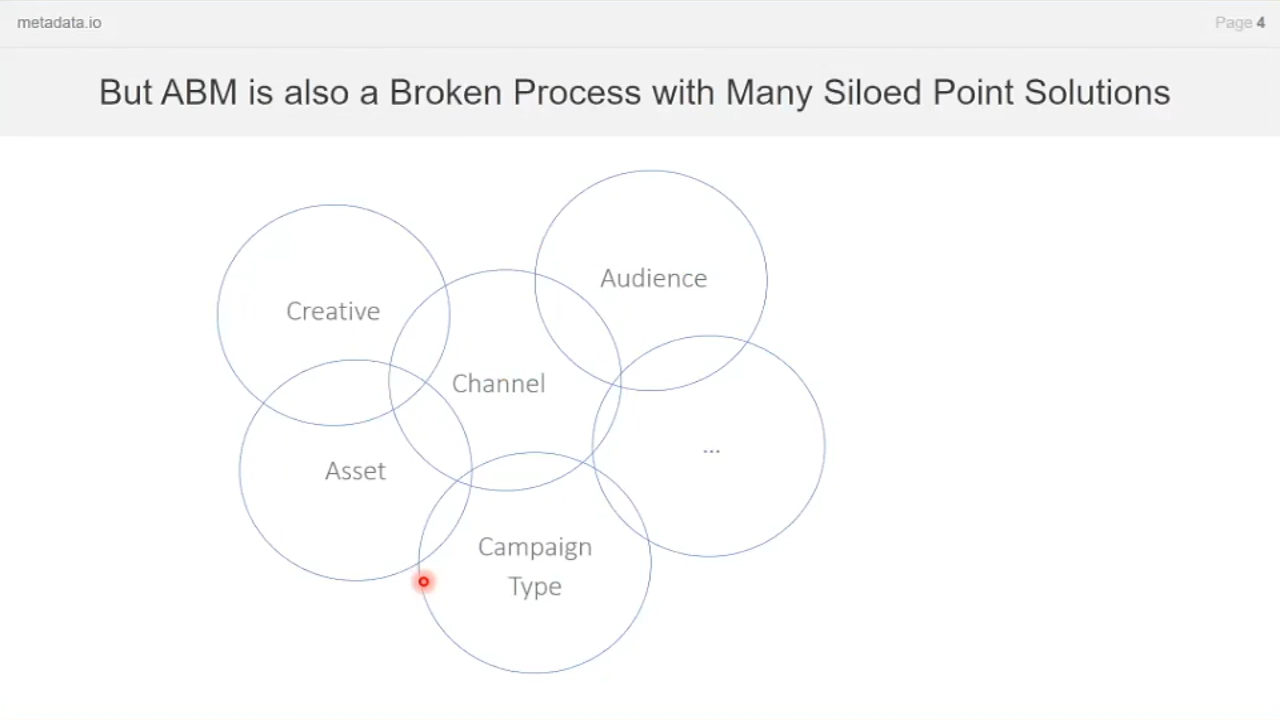 metadata.io
Page 4
But ABM is also a Broken Process with Many Siloed Point Solutions
Audience
Creative
Channel
...
Asset
Campaign
Type